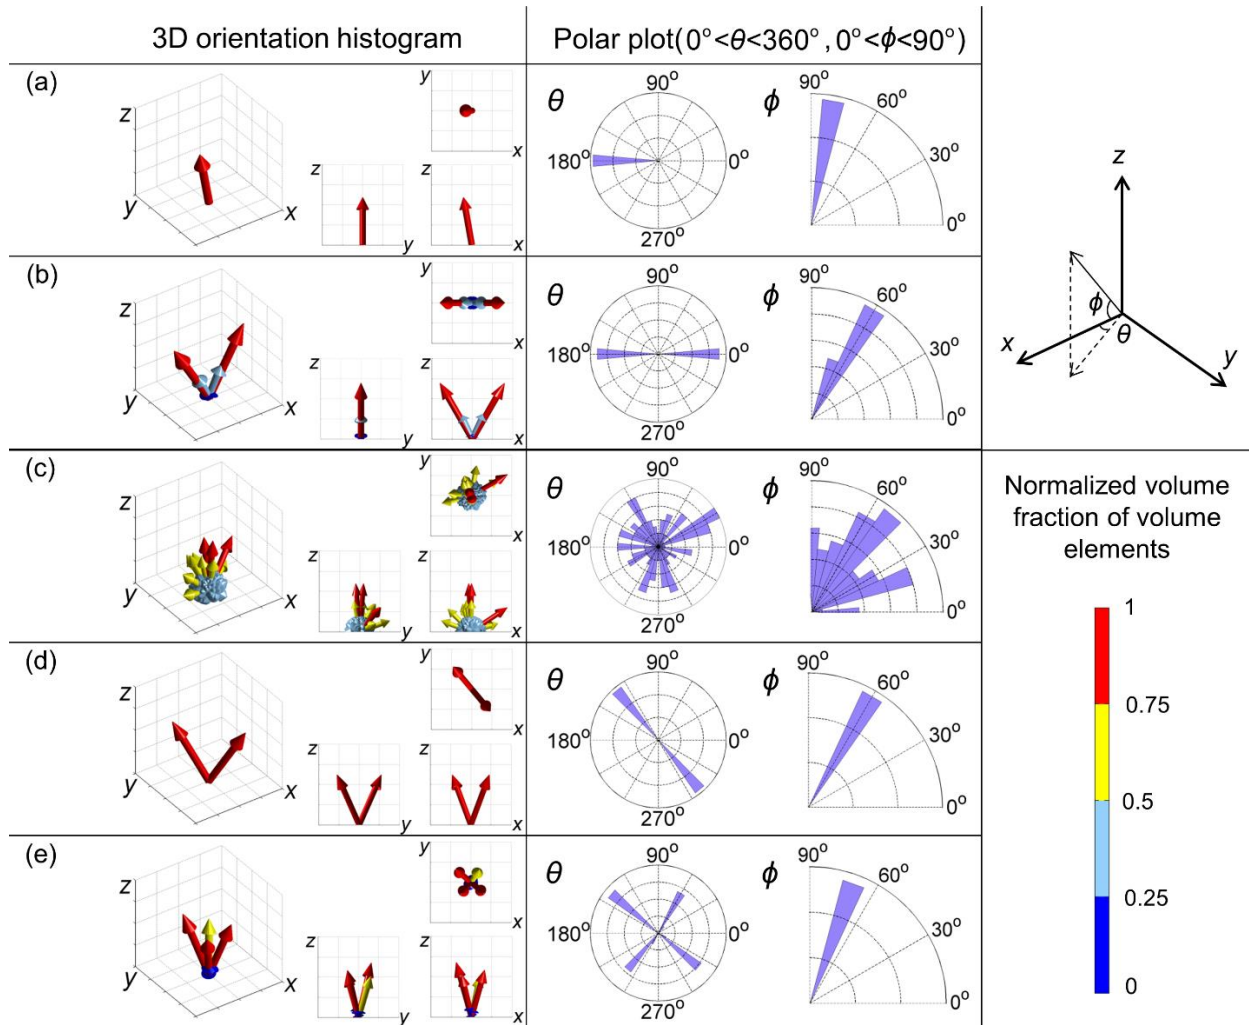 3D orientation histogram
Polar plot(0°<θ<360°, 0°<ϕ<90°)
(a)
z
y
x
y
x
z
y
z
x
θ
90°
180°
0°
270°
ϕ
90°
60°
30°
0°
(b)
z
y
x
y
x
z
y
z
x
θ
90°
180°
0°
270°
ϕ
90°
60°
30°
0°
(c)
z
y
x
y
x
z
y
z
x
θ
90°
180°
0°
270°
ϕ
90°
60°
30°
0°
(d)
z
y
x
y
x
z
y
z
x
θ
90°
180°
0°
270°
ϕ
90°
60°
30°
0°
(e)
z
y
x
y
x
z
y
z
x
θ
90°
180°
0°
270°
ϕ
90°
60°
30°
0°
z
ϕ
x
θ
y
Normalized volume
fraction of volume
elements
1
0.75
0.5
0.25
0